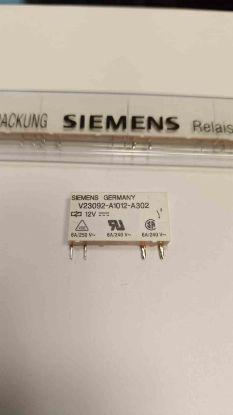 PACKUNG SIEMENS Relais
SIEMENS GERMANY
V23092-A1012-A302
12V
6A/250 V~ 6A/240 V~ 6A/240 V~